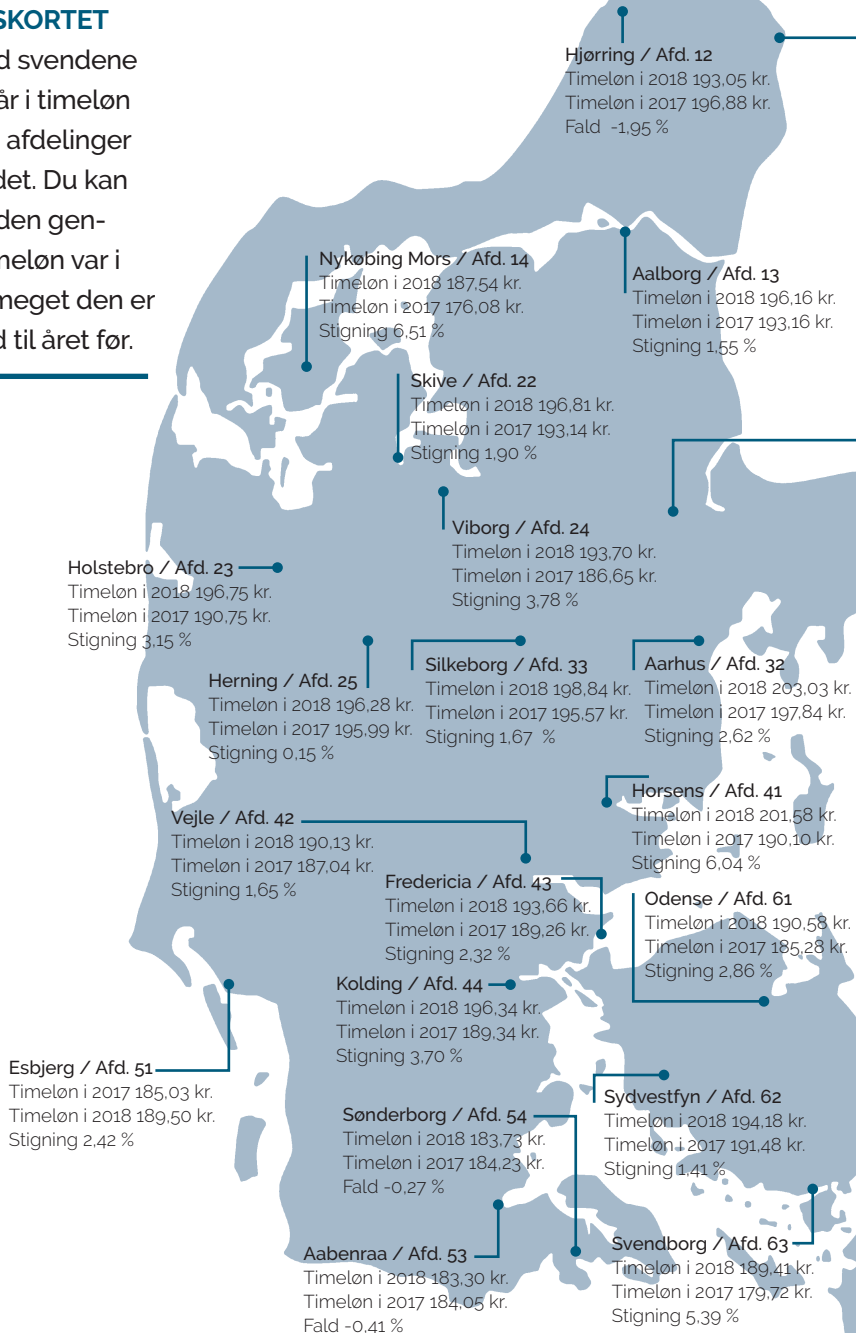 SKORTET
d svendene
år i timeløn
afdelinger
det. Du kan
den gen-
meløn var i
meget den er
d til året før.
Hjørring / Afd. 12
Timeløn i 2018 193,05 kr.
Timeløn i 2017 196,88 kr.
Fald -1,95 %
Nykøbing Mors / Afd. 14
Timeløn i 2018 187,54 kr.
Timeløn i 2017 176,08 kr.
Stigning 6,51 %
Aalborg / Afd. 13
Timeløn i 2018 196,16 kr.
Timeløn i 2017 193,16 kr.
Stigning 1,55 %
Skive / Afd. 22
Timeløn i 2018 196,81 kr.
Timeløn i 2017 193,14 kr.
Stigning 1,90 %
Viborg / Afd. 24
Timeløn i 2018 193,70 kr.
Timeløn i 2017 186,65 kr.
Stigning 3,78 %
Holstebro / Afd. 23
Timeløn i 2018 196,75 kr.
Timeløn i 2017 190,75 kr.
Stigning 3,15 %
Herning / Afd. 25
Timeløn i 2018 196,28 kr.
Timeløn i 2017 195,99 kr.
Stigning 0,15 %
Silkeborg / Afd. 33
Timeløn i 2018 198,84 kr.
Timeløn i 2017 195,57 kr.
Stigning 1,67 %
Aarhus / Afd. 32
Timeløn i 2018 203,03 kr.
Timeløn i 2017 197,84 kr.
Stigning 2,62 %
Horsens / Afd. 41
Timeløn i 2018 201,58 kr.
Timeløn i 2017 190,10 kr.
Stigning 6,04 %
Vejle / Afd. 42
Timeløn i 2018 190,13 kr.
Timeløn i 2017 187,04 kr.
Stigning 1,65 %
Fredericia / Afd. 43
Timeløn i 2018 193,66 kr.
Timeløn i 2017 189,26 kr.
Stigning 2,32 %
Odense / Afd. 61
Timeløn i 2018 190,58 kr.
Timeløn i 2017 185,28 kr.
Stigning 2,86 %
Kolding / Afd. 44
Timeløn i 2018 196,34 kr.
Timeløn i 2017 189,34 kr.
Stigning 3,70 %
Esbjerg / Afd. 51
Timeløn i 2017 185,03 kr.
Timeløn i 2018 189,50 kr.
Stigning 2,42 %
Sydvestfyn / Afd. 62
Timeløn i 2018 194,18 kr.
Timeløn i 2017 191,48 kr.
Stigning 1,41 %
Sønderborg / Afd. 54
Timeløn i 2018 183,73 kr.
Timeløn i 2017 184,23 kr.
Fald -0,27 %
Svendborg / Afd. 63
Timeløn i 2018 189,41 kr.
Timeløn i 2017 179,72 kr.
Stigning 5,39 %
Aabenraa / Afd. 53
Timeløn i 2018 183,30 kr.
Timeløn i 2017 184,05 kr.
Fald -0,41 %